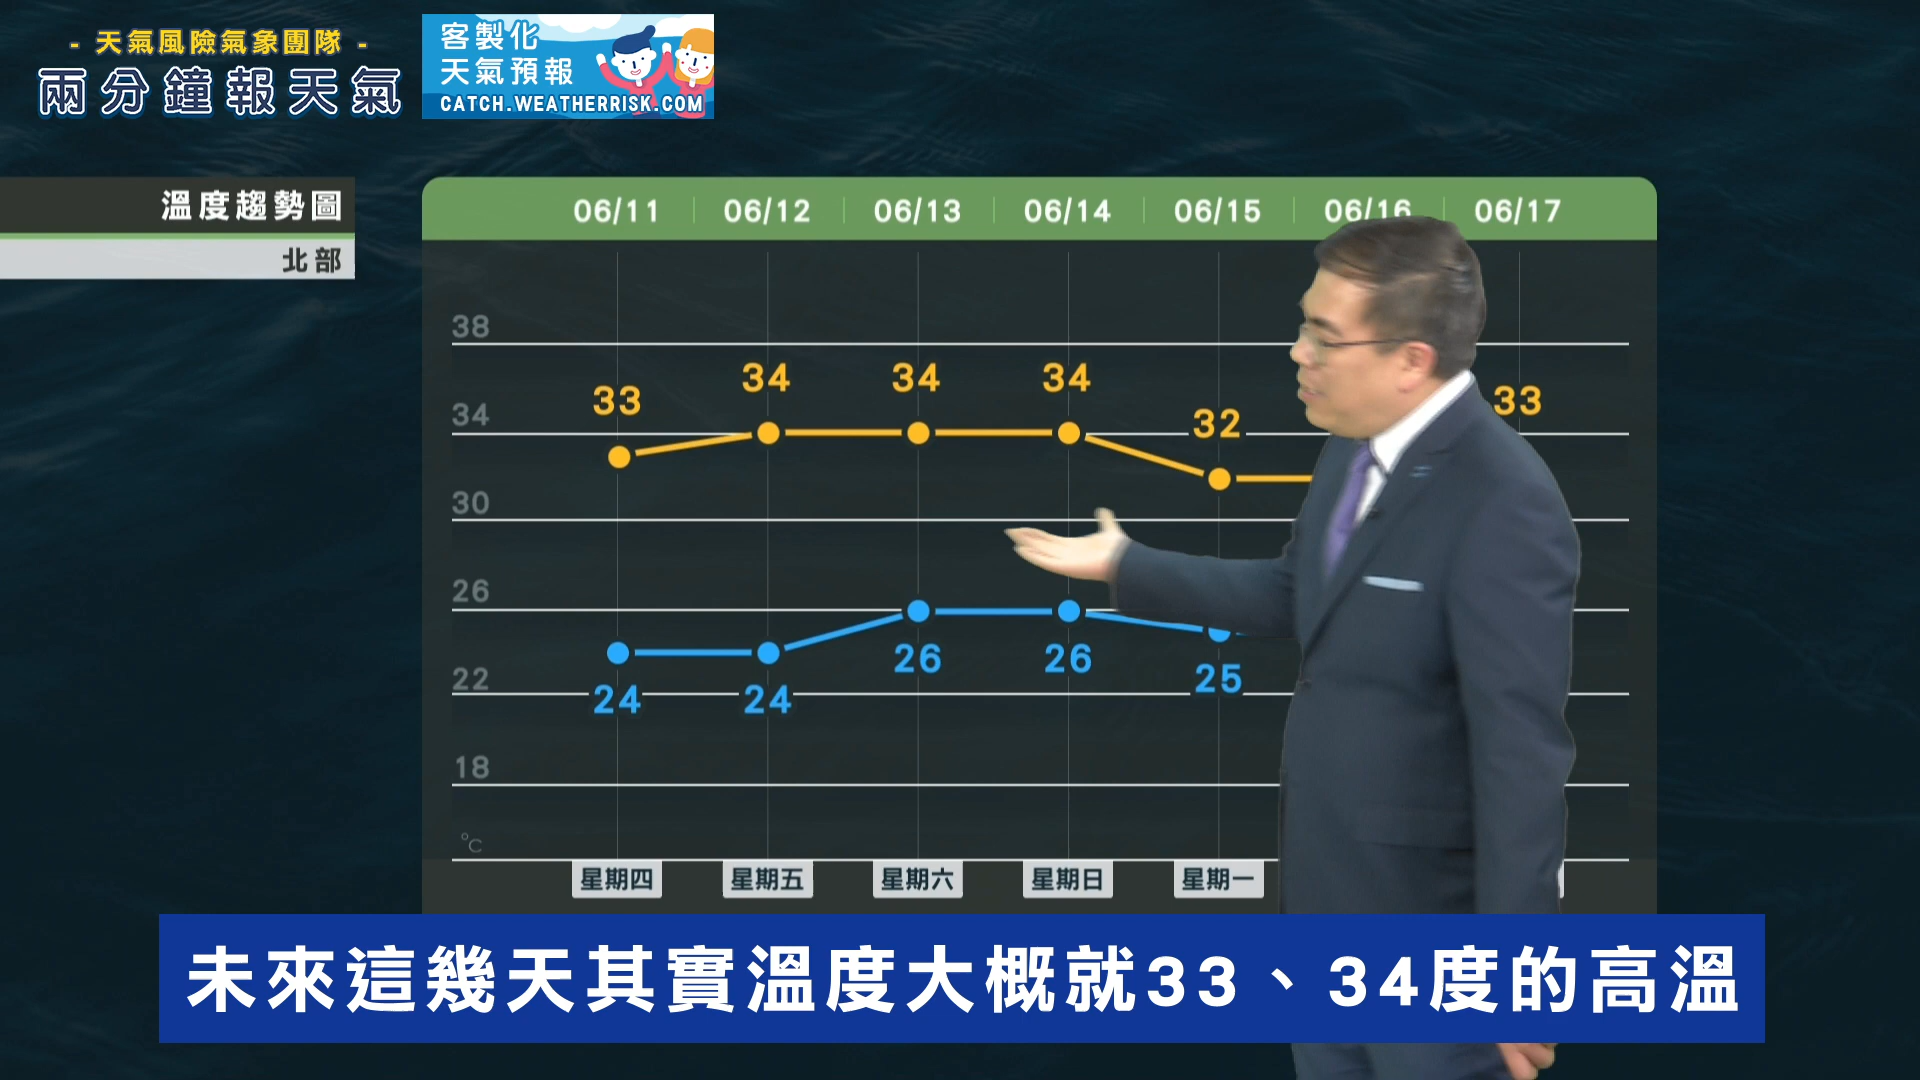 - 天氣風險氣象團隊 -
兩分鐘報天氣
客製化
天氣預報
CATCH.WEATHERRISK.COM
溫度趨勢圖
北部
06/11 06/12 06/13 06/14 06/15 06/16 06/17
38
33 34 34 34 32 33
34
30
26
26 26 25
22
24 24
18
°C
星期四 星期五 星期六 星期日 星期一
未來這幾天其實溫度大概就33、34度的高溫